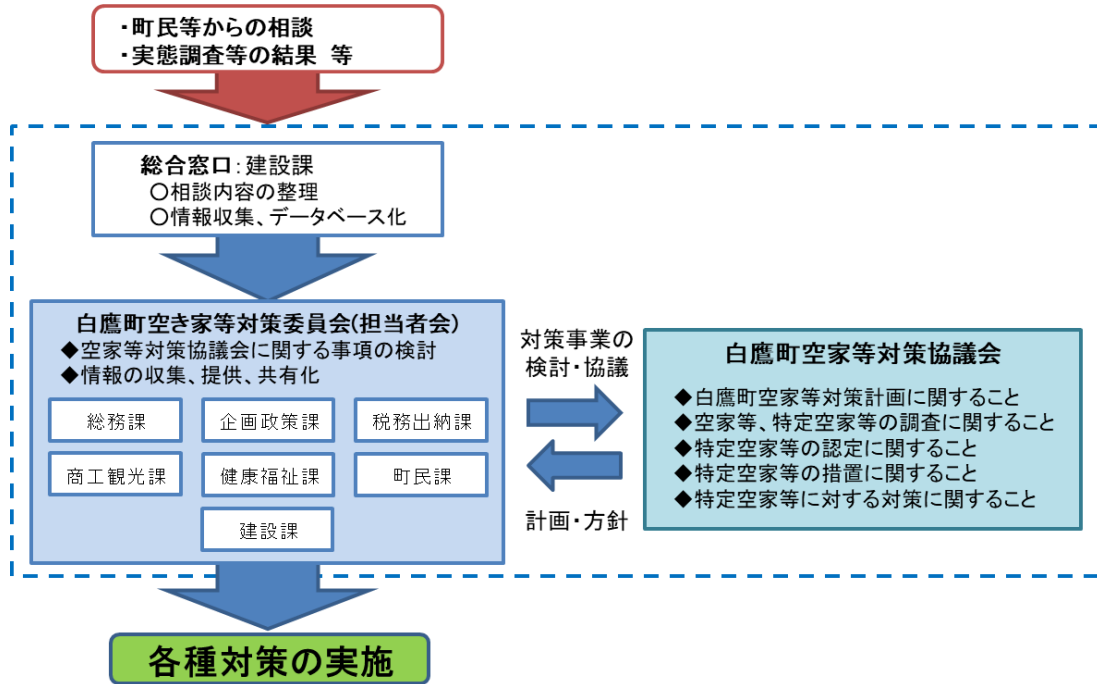 ・町民等からの相談
・実態調査等の結果 等
総合窓口：建設課
○相談内容の整理
○情報収集、データベース化
白鷹町空き家等対策委員会(担当者会)
◆空家等対策協議会に関する事項の検討
◆情報の収集、提供、共有化
総務課
企画政策課
税務出納課
商工観光課
健康福祉課
町民課
建設課
対策事業の
検討・協議
計画・方針
白鷹町空家等対策協議会
◆白鷹町空家等対策計画に関すること
◆空家等、特定空家等の調査に関すること
◆特定空家等の認定に関すること
◆特定空家等の措置に関すること
◆特定空家等に対する対策に関すること
各種対策の実施